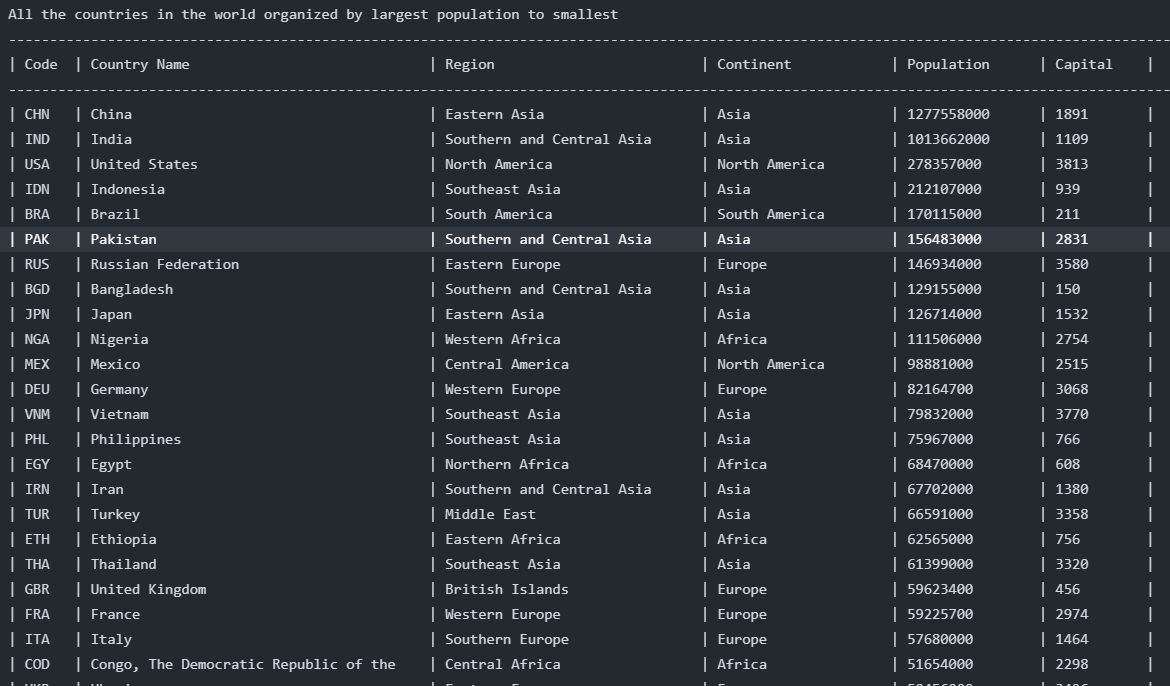 All the countries in the world organized by largest population to smallest
| Code | Country Name | Region | Continent | Population | Capital |
| CHN | China | Eastern Asia | Asia | 1277558000 | 1891 |
| IND | India | Southern and Central Asia | Asia | 1013662000 | 1109 |
| USA | United States | North America | North America | 278357000 | 3813 |
| IDN | Indonesia | Southeast Asia | Asia | 212107000 | 939 |
| BRA | Brazil | South America | South America | 170115000 | 211 |
| PAK | Pakistan | Southern and Central Asia | Asia | 156483000 | 2831 |
| RUS | Russian Federation | Eastern Europe | Europe | 146934000 | 3580 |
| BGD | Bangladesh | Southern and Central Asia | Asia | 129155000 | 150 |
| JPN | Japan | Eastern Asia | Asia | 126714000 | 1532 |
| NGA | Nigeria | Western Africa | Africa | 111506000 | 2754 |
| MEX | Mexico | Central America | North America | 98881000 | 2515 |
| DEU | Germany | Western Europe | Europe | 82164700 | 3068 |
| VNM | Vietnam | Southeast Asia | Asia | 79832000 | 3770 |
| PHL | Philippines | Southeast Asia | Asia | 75967000 | 766 |
| EGY | Egypt | Northern Africa | Africa | 68470000 | 608 |
| IRN | Iran | Southern and Central Asia | Asia | 67702000 | 1380 |
| TUR | Turkey | Middle East | Asia | 66591000 | 3358 |
| ETH | Ethiopia | Eastern Africa | Africa | 62565000 | 756 |
| THA | Thailand | Southeast Asia | Asia | 61399000 | 3320 |
| GBR | United Kingdom | British Islands | Europe | 59623400 | 456 |
| FRA | France | Western Europe | Europe | 59225700 | 2974 |
| ITA | Italy | Southern Europe | Europe | 57680000 | 1464 |
| COD | Congo, The Democratic Republic of the | Central Africa | Africa | 51654000 | 2298 |